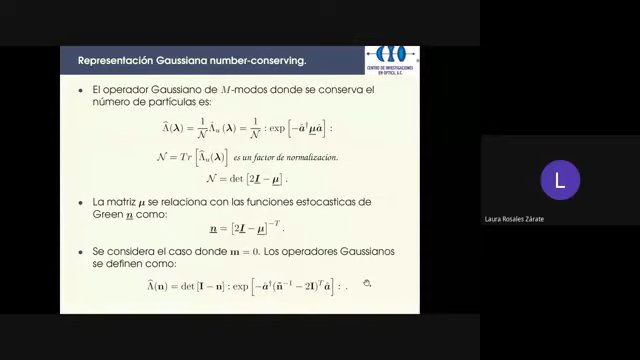 Representación Gaussiana number-conserving.
CENTRO DE INVESTIGACIONES
EN ÓPTICA, A.C.
• El operador Gaussiano de M-modos donde se conserva el
número de partículas es:
Λ̂(λ) = 1/𝒩 Λ̂ᵤ(λ) = 1/𝒩 : exp[−â†μ̲â] :
𝒩 = Tr[Λ̂ᵤ(λ)] es un factor de normalizacion.
𝒩 = det[2I̲ − μ̲].
• La matriz μ se relaciona con las funciones estocasticas de
Green n̲ como:
n̲ = [2I̲ − μ̲]⁻ᵀ.
• Se considera el caso donde m = 0. Los operadores Gaussianos
se definen como:
Λ̂(n) = det[I − n] : exp[−â†(ñ⁻¹ − 2I)ᵀâ] : .
L
Laura Rosales Zárate